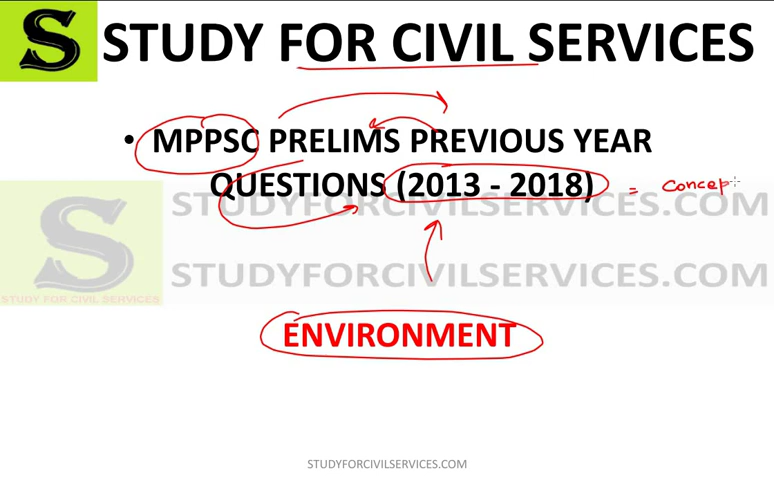 S STUDY FOR CIVIL SERVICES
• MPPSC PRELIMS PREVIOUS YEAR
QUESTIONS (2013 - 2018) = Concep
STUDYFORCIVILSERVICES.COM
S STUDYFORCIVILSERVICES.COM
STUDY FOR CIVIL SERVICES
ENVIRONMENT
STUDYFORCIVILSERVICES.COM